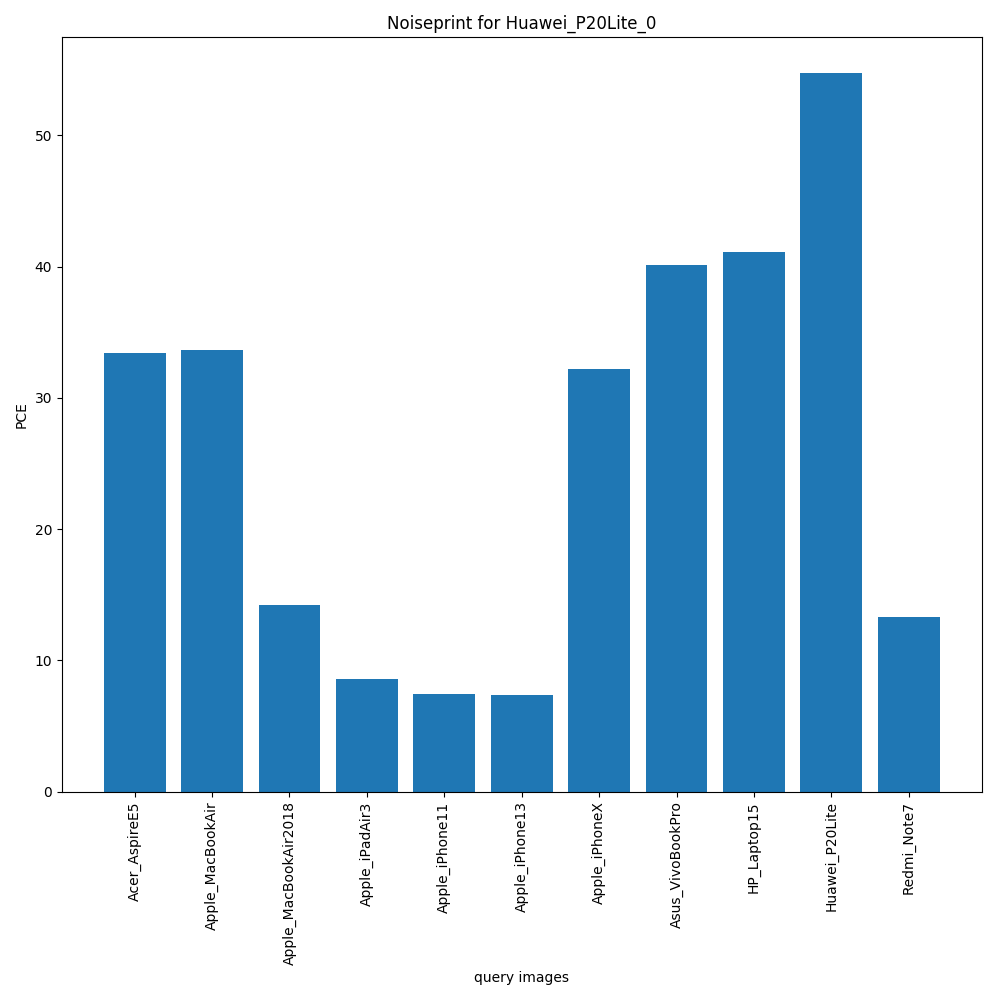 Noiseprint for Huawei_P20Lite_0
PCE
50
40
30
20
10
0
Acer_AspireE5
Apple_MacBookAir
Apple_MacBookAir2018
Apple_iPadAir3
Apple_iPhone11
Apple_iPhone13
Apple_iPhoneX
Asus_VivoBookPro
HP_Laptop15
Huawei_P20Lite
Redmi_Note7
query images